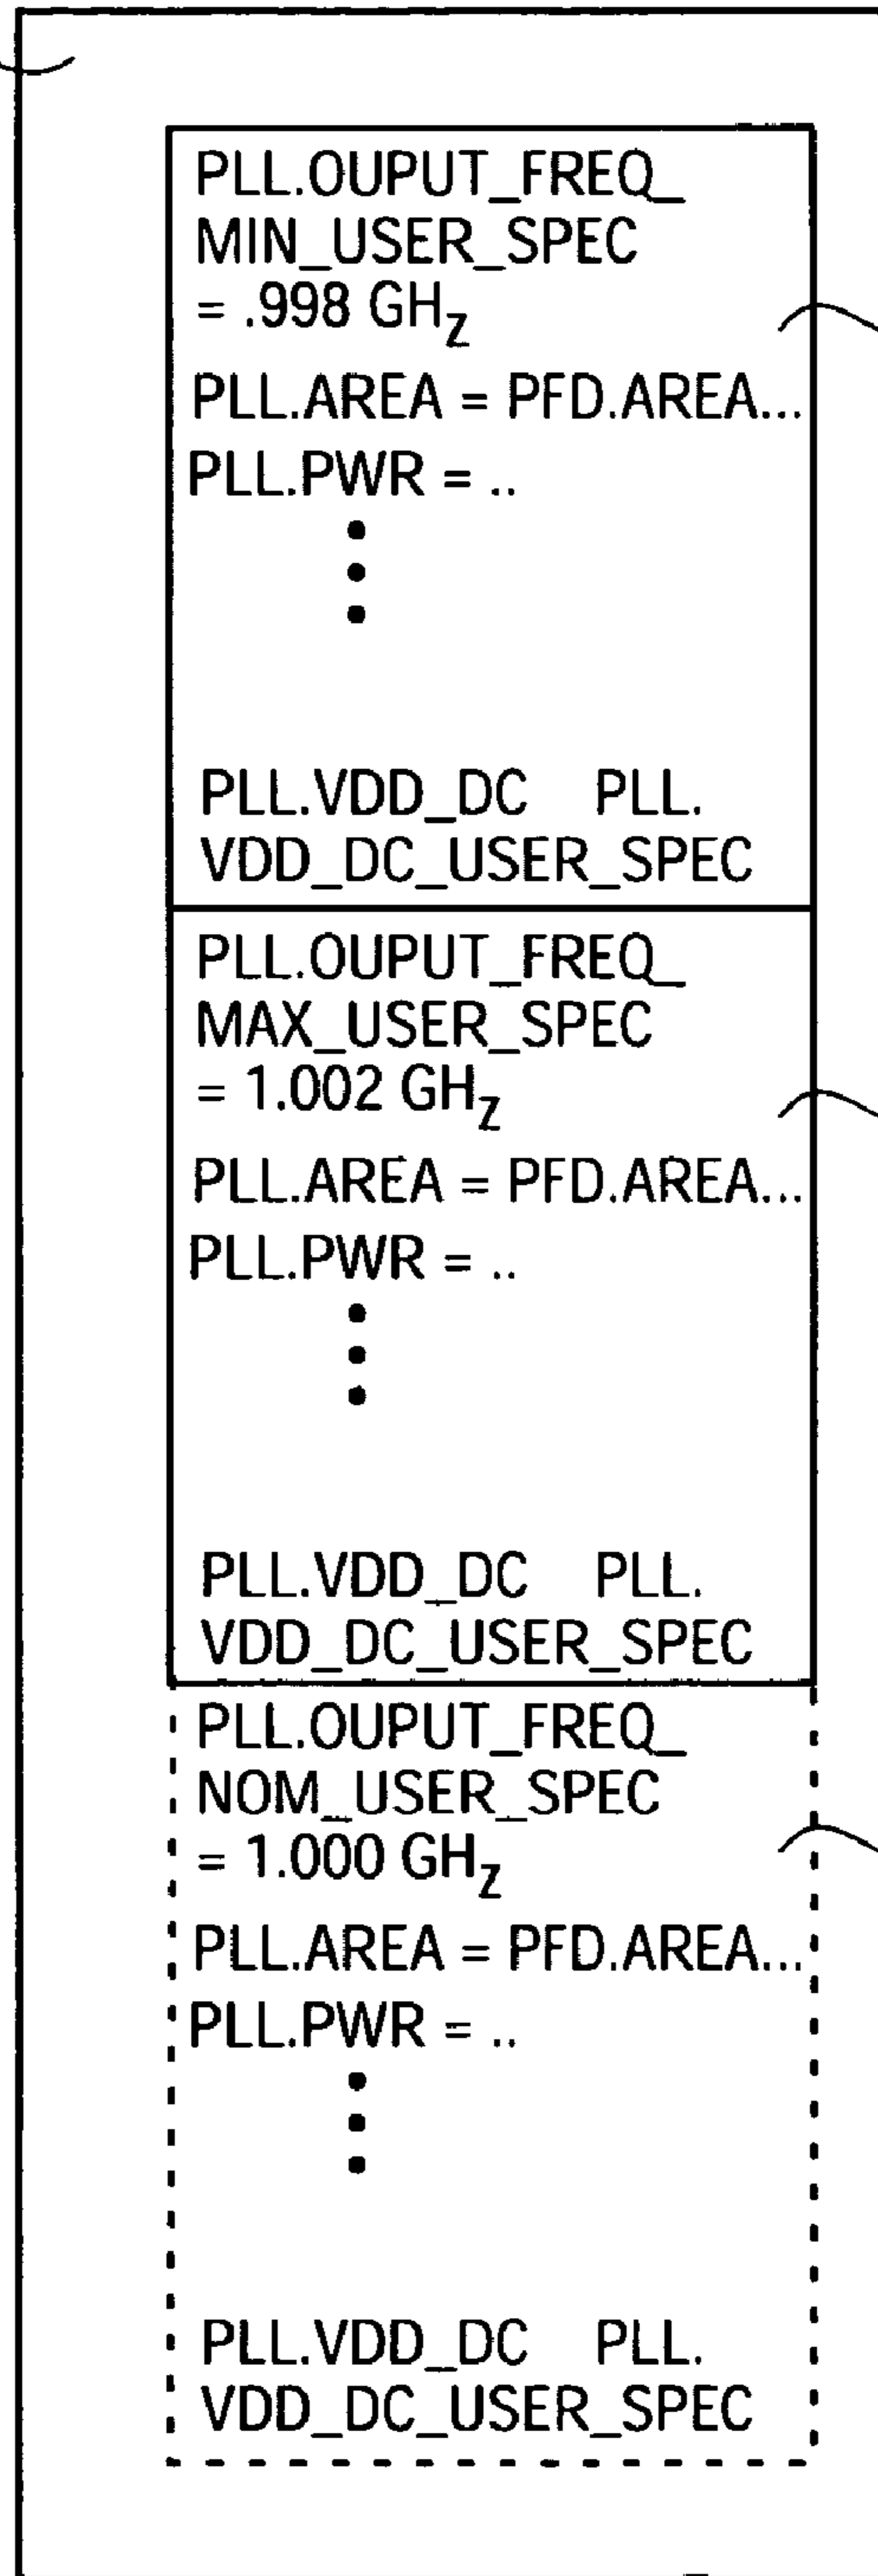 PLL.OUPUT_FREQ_
MIN_USER_SPEC
= .998 GHz
PLL.AREA = PFD.AREA...
PLL.PWR = ..
PLL.VDD_DC PLL.
VDD_DC_USER_SPEC
PLL.OUPUT_FREQ_
MAX_USER_SPEC
= 1.002 GHz
PLL.AREA = PFD.AREA...
PLL.PWR = ..
PLL.VDD_DC PLL.
VDD_DC_USER_SPEC
PLL.OUPUT_FREQ_
NOM_USER_SPEC
= 1.000 GHz
PLL.AREA = PFD.AREA...
PLL.PWR = ..
PLL.VDD_DC PLL.
VDD_DC_USER_SPEC